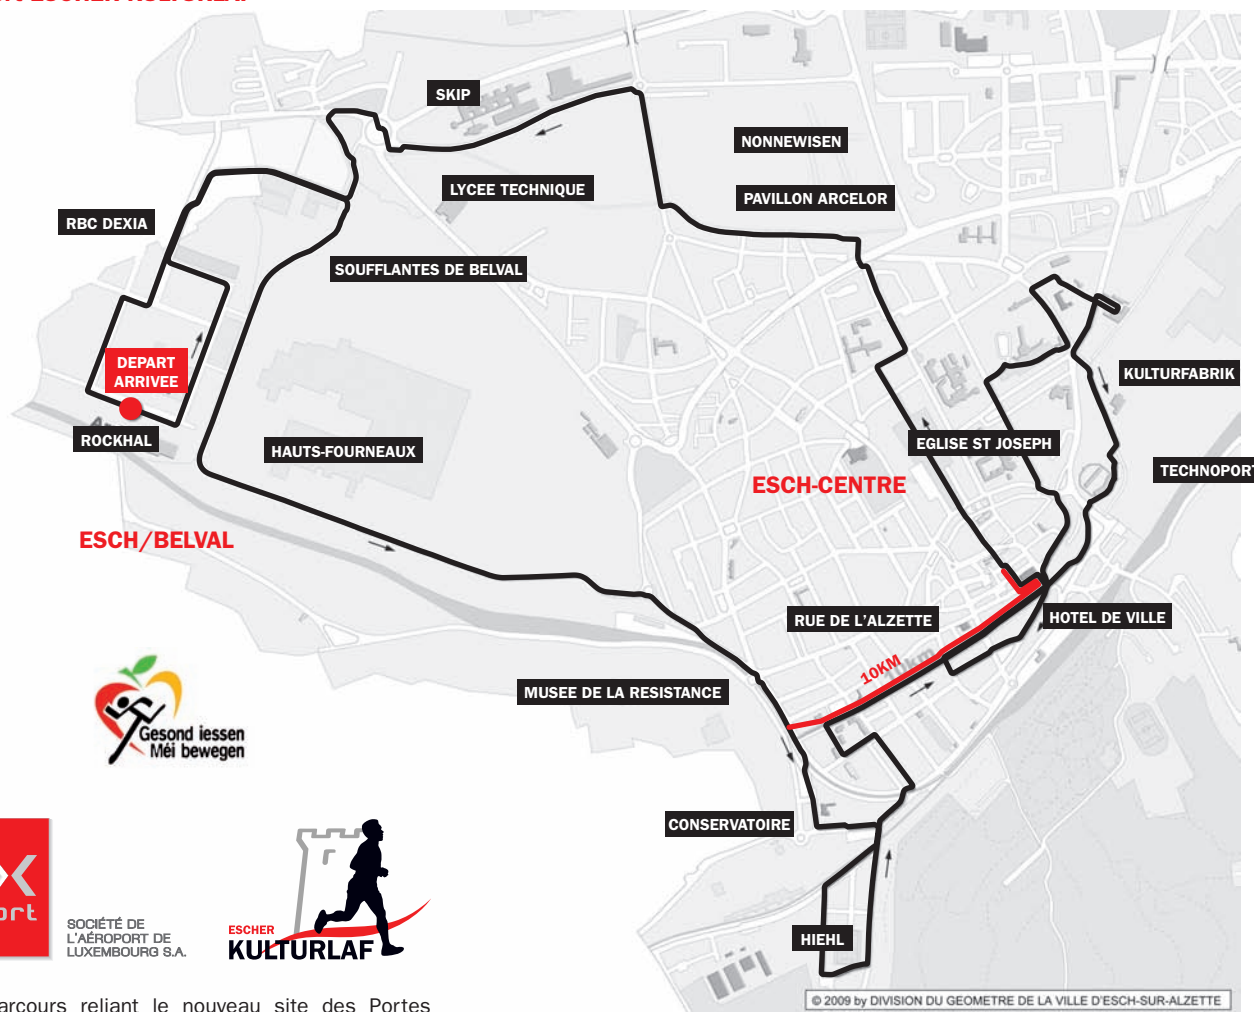 SKIP
NONNEWISEN
LYCEE TECHNIQUE
PAVILLON ARCELOR
RBC DEXIA
SOUFFLANTES DE BELVAL
DEPART
ARRIVEE
KULTURFABRIK
ROCKHAL
HAUTS-FOURNEAUX
EGLISE ST JOSEPH
TECHNOPORT
ESCH-CENTRE
ESCH/BELVAL
RUE DE L'ALZETTE
HOTEL DE VILLE
10KM
MUSEE DE LA RESISTANCE
Gesond iessen
Méi bewegen
CONSERVATOIRE
SOCIÉTÉ DE
L'AÉROPORT DE
LUXEMBOURG S.A.
ESCHER
KULTURLAF
HIEHL
© 2009 by DIVISION DU GEOMETRE DE LA VILLE D'ESCH-SUR-ALZETTE
reliant le nouveau site des Portes